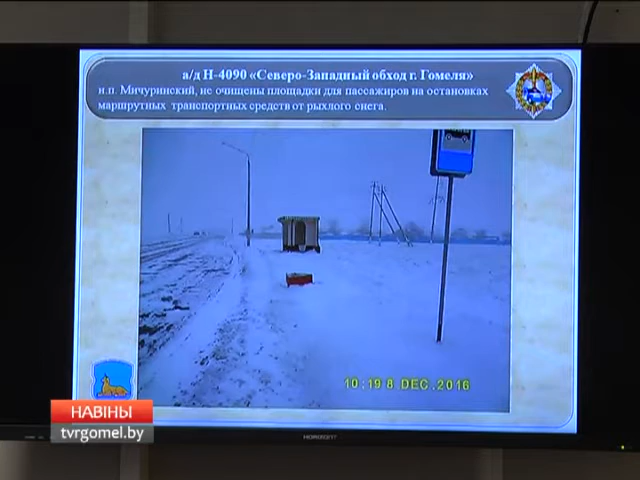 а/д Н-4090 «Северо-Западный обход г. Гомеля»
н.п. Мичуринский, не очищены площадки для пассажиров на остановках
маршрутных транспортных средств от рыхлого снега.
10:19 8 DEC.2016
НАВІНЫ
tvrgomel.by
HORIZONT